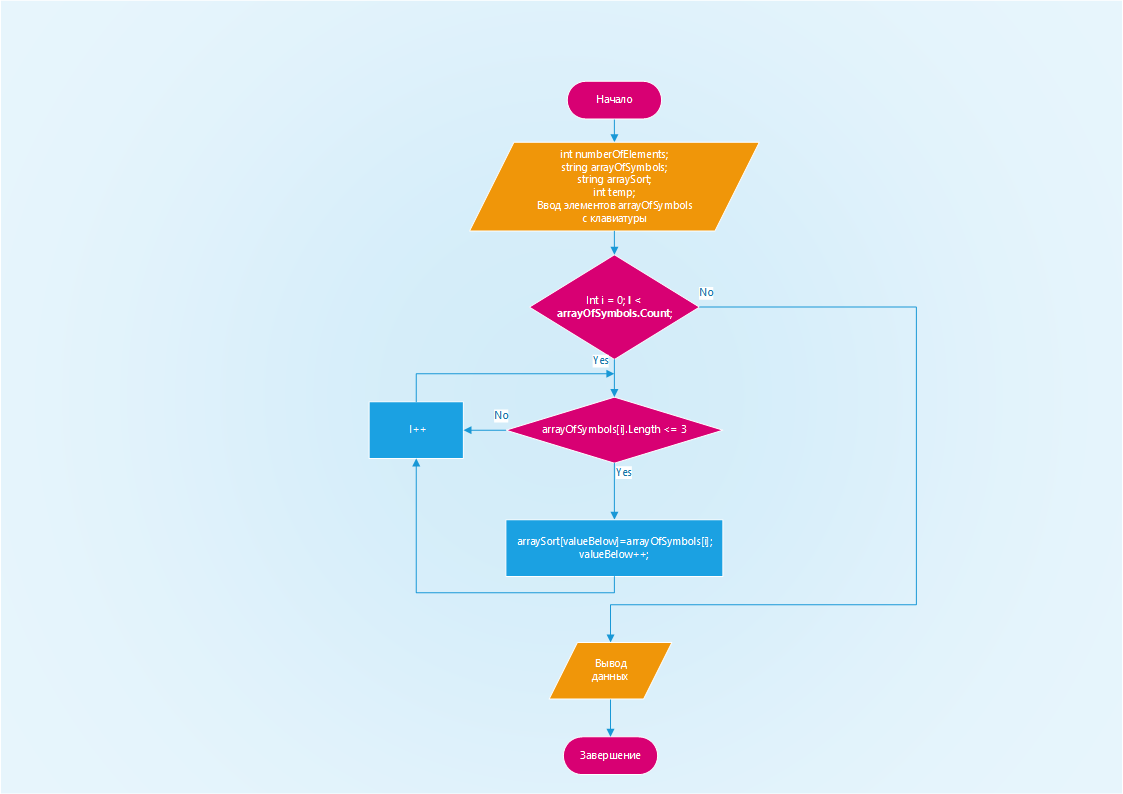 Начало
int numberOfElements;
string arrayOfSymbols;
string arraySort;
int temp;
Ввод элементов arrayOfSymbols
с клавиатуры
Int i = 0; I <
arrayOfSymbols.Count;
No
Yes
I++
No
arrayOfSymbols[i].Length <= 3
Yes
arraySort[valueBelow]=arrayOfSymbols[i];
valueBelow++;
Вывод
данных
Завершение